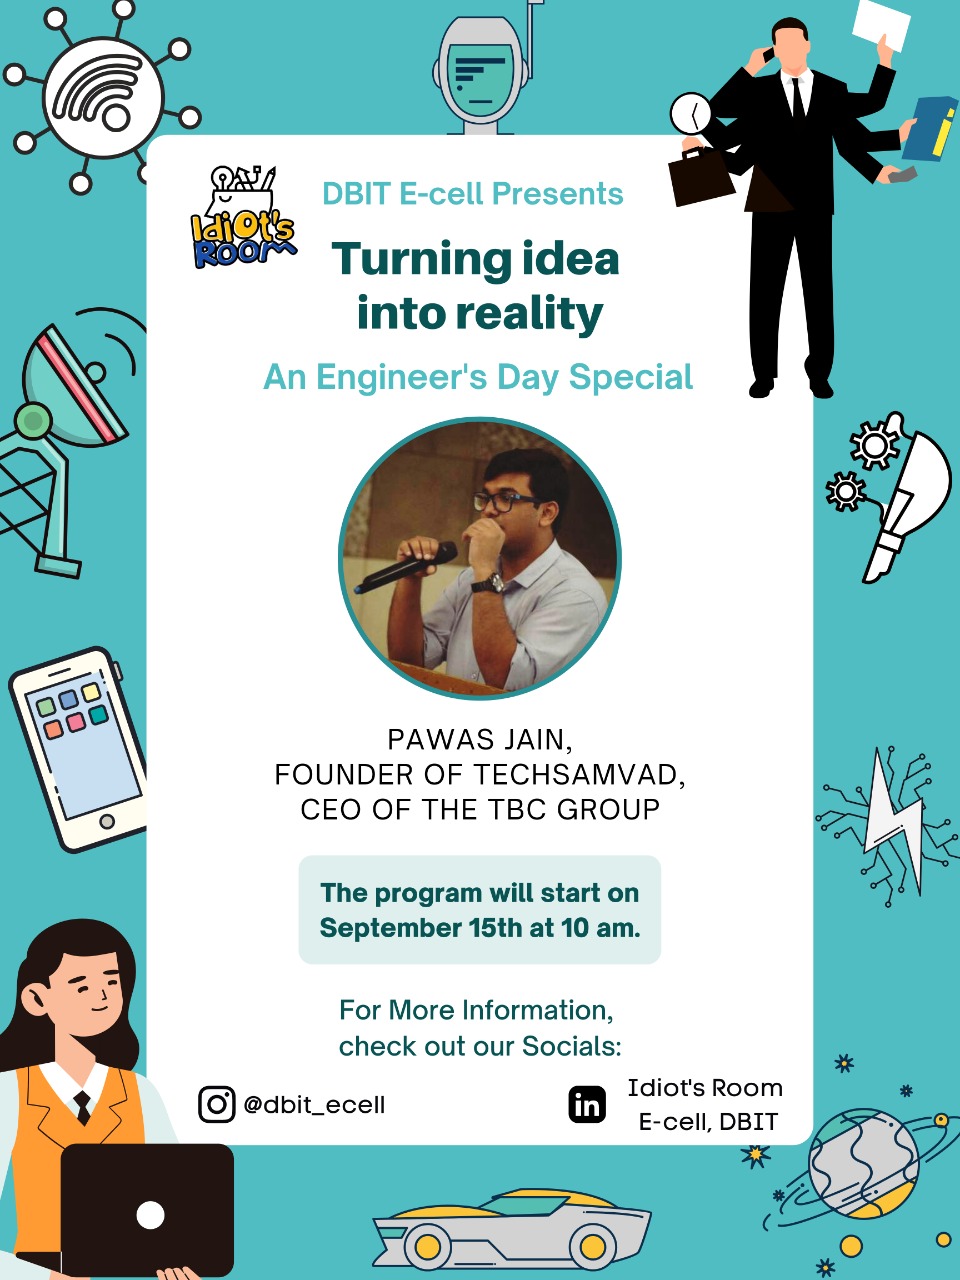 Idiot's
Room
DBIT E-cell Presents
Turning idea
into reality
An Engineer's Day Special
PAWAS JAIN,
FOUNDER OF TECHSAMVAD,
CEO OF THE TBC GROUP
The program will start on
September 15th at 10 am.
For More Information,
check out our Socials:
@dbit_ecell
in
Idiot's Room
E-cell, DBIT